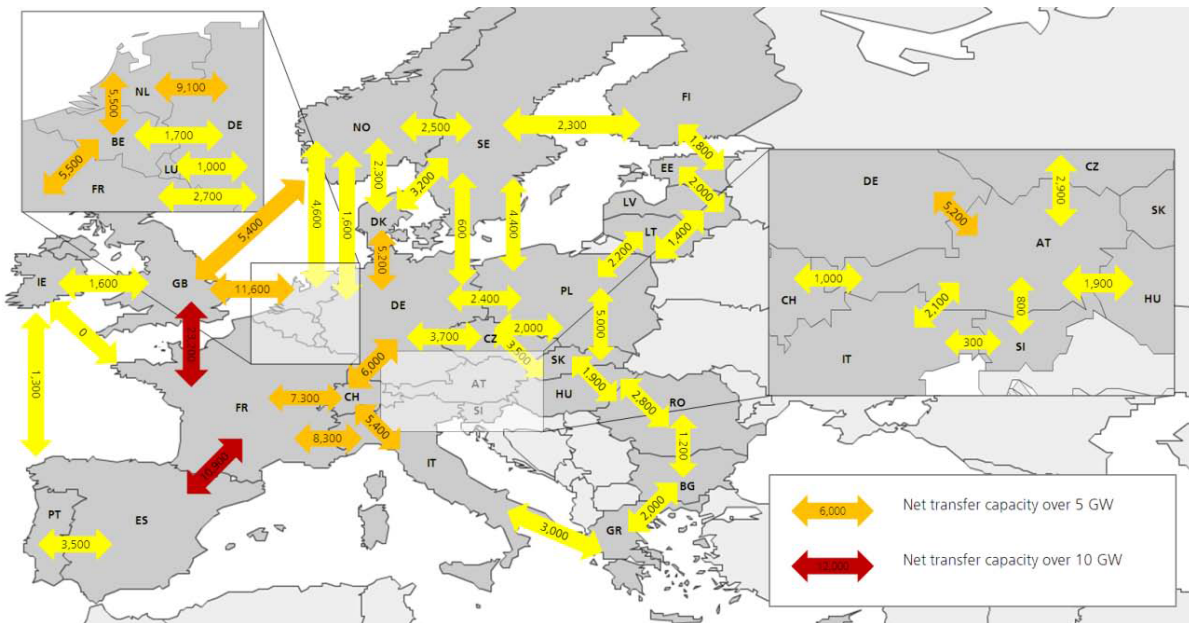 NL
9,100
5,500
BE
1,700
DE
LU
1,000
5,500
FR
2,700
NO
2,500
SE
2,300
FI
1,800
EE
2,000
LV
LT
1,400
2,200
2,300
3,200
DK
4,600
1,600
600
4,400
5,400
5,200
IE
1,600
GB
11,600
DE
2,400
PL
0
1,300
3,700
CZ
2,000
3,500
5,000
6,000
SK
1,900
HU
AT
SI
FR
7,300
CH
5,400
8,300
2,800
RO
1,200
BG
2,000
GR
IT
3,000
10,900
PT
ES
3,500
DE
CZ
2,900
SK
5,200
AT
1,000
CH
2,100
800
1,900
HU
300
SI
IT
6,000 Net transfer capacity over 5 GW
12,000 Net transfer capacity over 10 GW